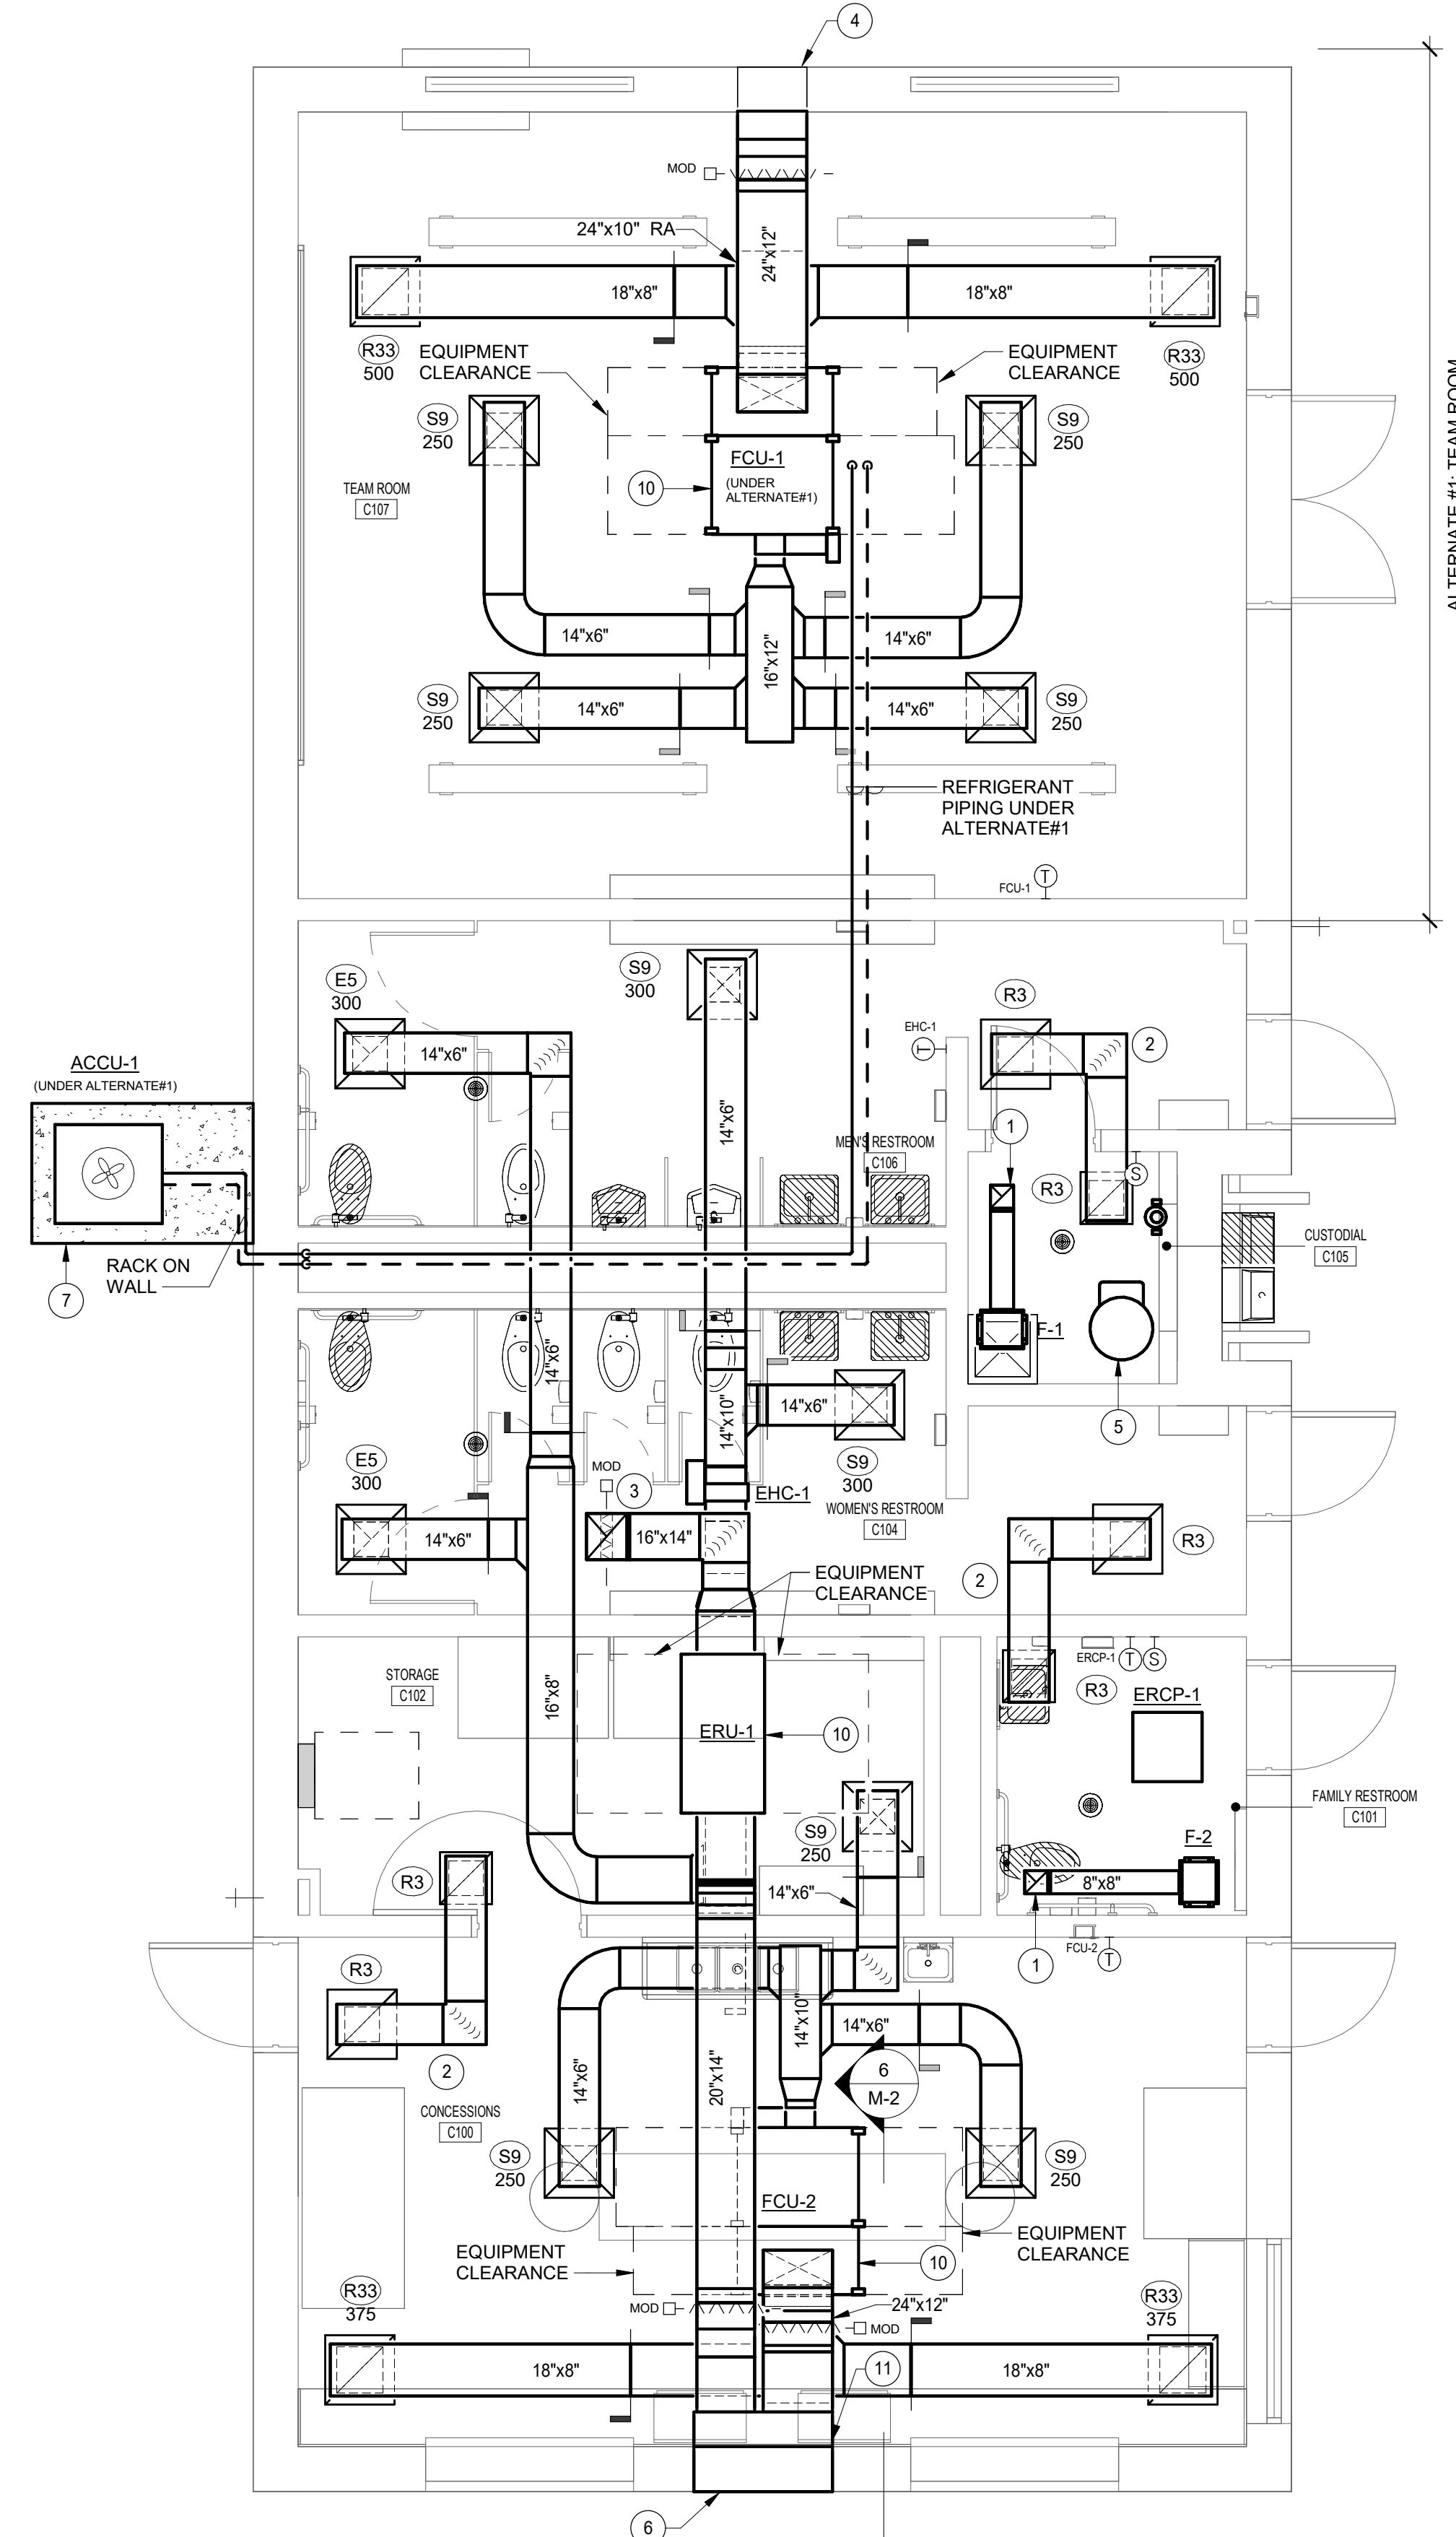 4
MOD
24"x10" RA
24"x12"
18"x8"
18"x8"
R33
500
EQUIPMENT
CLEARANCE
EQUIPMENT
CLEARANCE
R33
500
ALTERNATE #1: TEAM ROOM
S9
250
S9
250
FCU-1
(UNDER
ALTERNATE#1)
10
TEAM ROOM
C107
14"x6"
16"x12"
14"x6"
S9
250
14"x6"
14"x6"
S9
250
REFRIGERANT
PIPING UNDER
ALTERNATE#1
FCU-1
T
E5
300
S9
300
R3
14"x6"
EHC-1
T
2
ACCU-1
(UNDER ALTERNATE#1)
14"x6"
1
MEN'S RESTROOM
C106
R3
S
CUSTODIAL
C105
RACK ON
WALL
7
F-1
14"x6"
14"x10"
14"x6"
5
E5
300
MOD
3
S9
300
EHC-1
WOMEN'S RESTROOM
C104
14"x6"
16"x14"
R3
2
EQUIPMENT
CLEARANCE
STORAGE
C102
16"x8"
ERCP-1
T
S
R3
ERCP-1
ERU-1
10
FAMILY RESTROOM
C101
S9
250
F-2
R3
14"x6"
8"x8"
FCU-2
T
1
R3
14"x10"
14"x6"
2
14"x6"
20"x14"
6
M-2
CONCESSIONS
C100
S9
250
S9
250
FCU-2
EQUIPMENT
CLEARANCE
EQUIPMENT
CLEARANCE
10
R33
375
MOD
24"x12"
MOD
R33
375
18"x8"
11
18"x8"
6